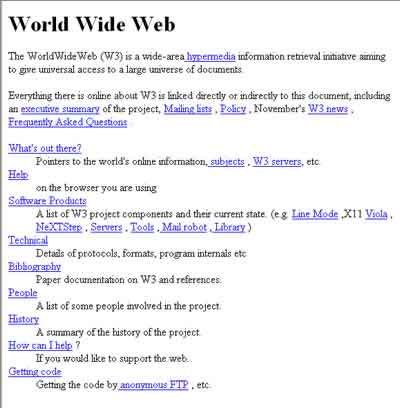 World Wide Web
The WorldWideWeb (W3) is a wide-area hypermedia information retrieval initiative aiming
to give universal access to a large universe of documents.
Everything there is online about W3 is linked directly or indirectly to this document, including
an executive summary of the project, Mailing lists , Policy , November's W3 news ,
Frequently Asked Questions .
What's out there?
Pointers to the world's online information, subjects , W3 servers, etc.
Help
on the browser you are using
Software Products
A list of W3 project components and their current state. (e.g. Line Mode ,X11 Viola ,
NeXTStep , Servers , Tools , Mail robot , Library )
Technical
Details of protocols, formats, program internals etc
Bibliography
Paper documentation on W3 and references.
People
A list of some people involved in the project.
History
A summary of the history of the project.
How can I help ?
If you would like to support the web..
Getting code
Getting the code by anonymous FTP , etc.